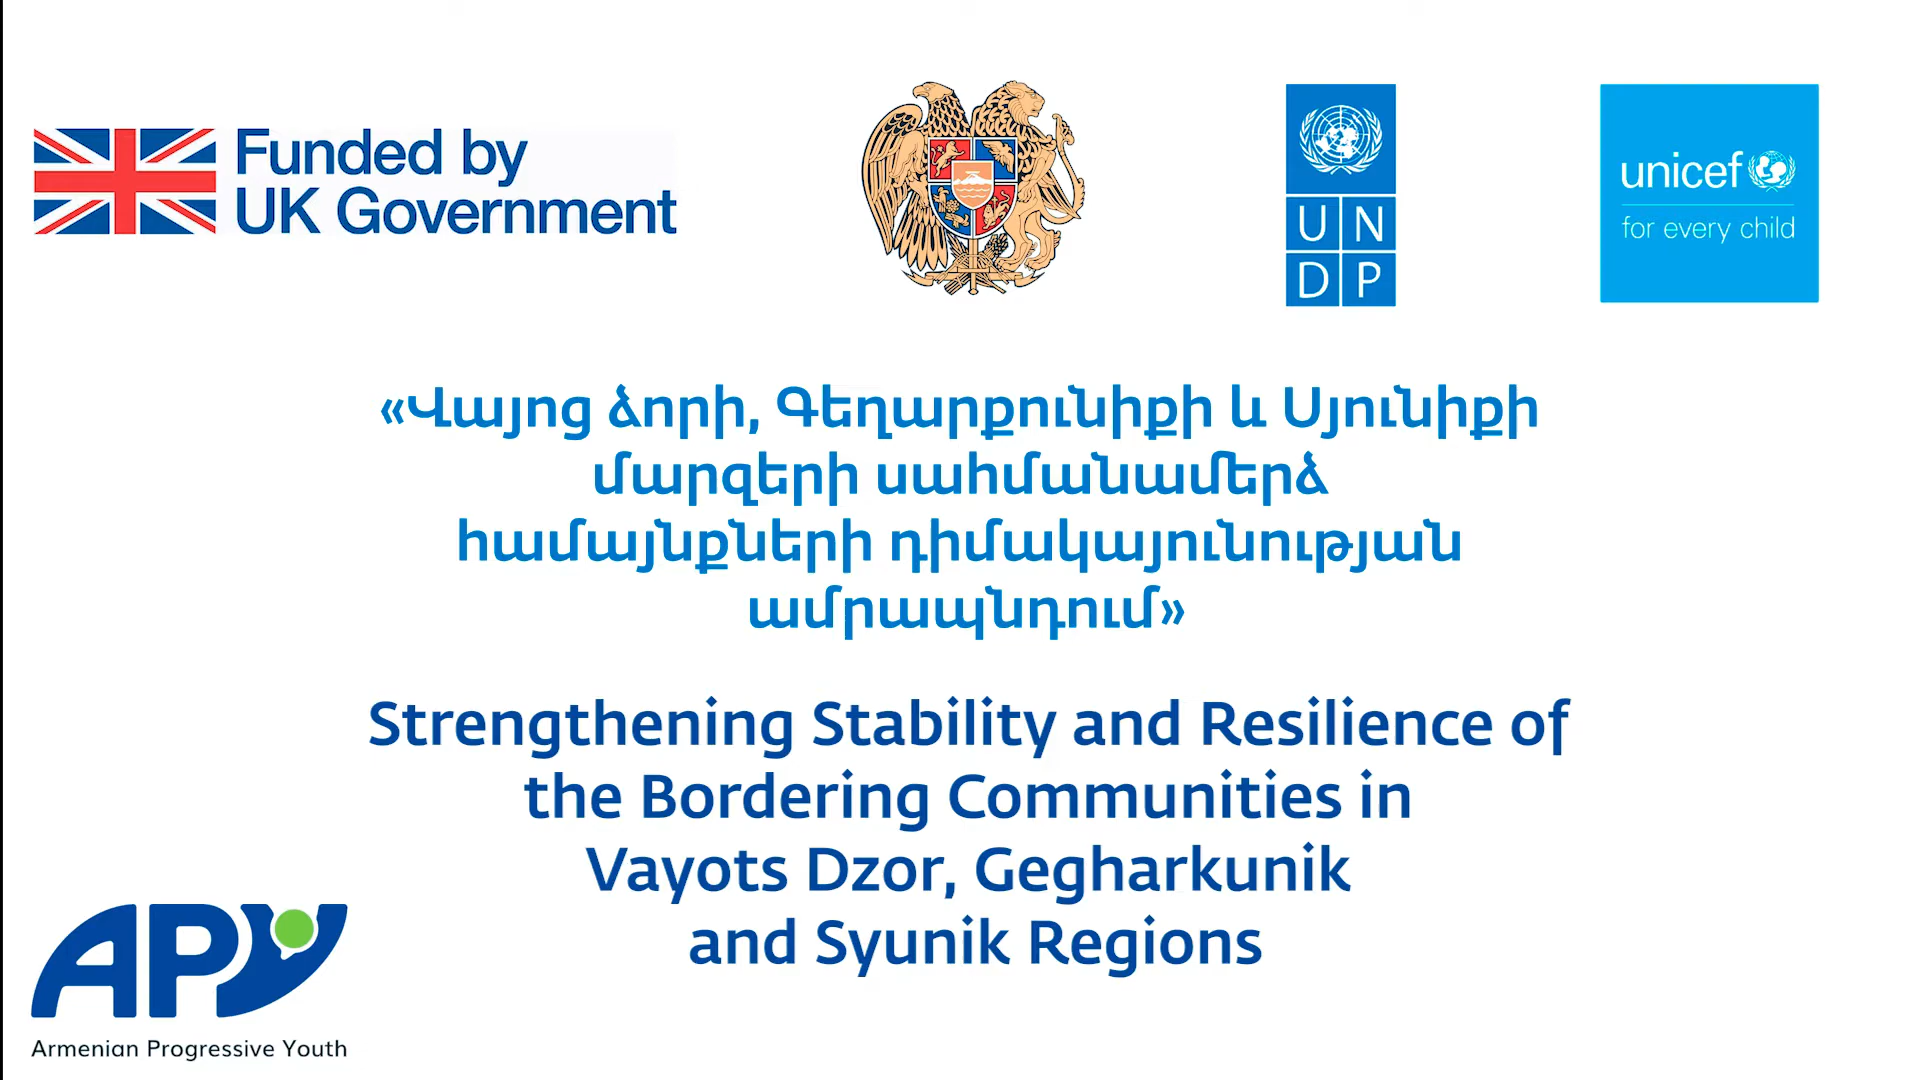 Funded by
UK Government
U N
D P
unicef
for every child
«Վայոց ձորի, Գեղարքունիքի և Սյունիքի
մարզերի սահմանամերձ
համայնքների դիմակայունության
ամրապնդում»
Strengthening Stability and Resilience of
the Bordering Communities in
Vayots Dzor, Gegharkunik
and Syunik Regions
APY
Armenian Progressive Youth